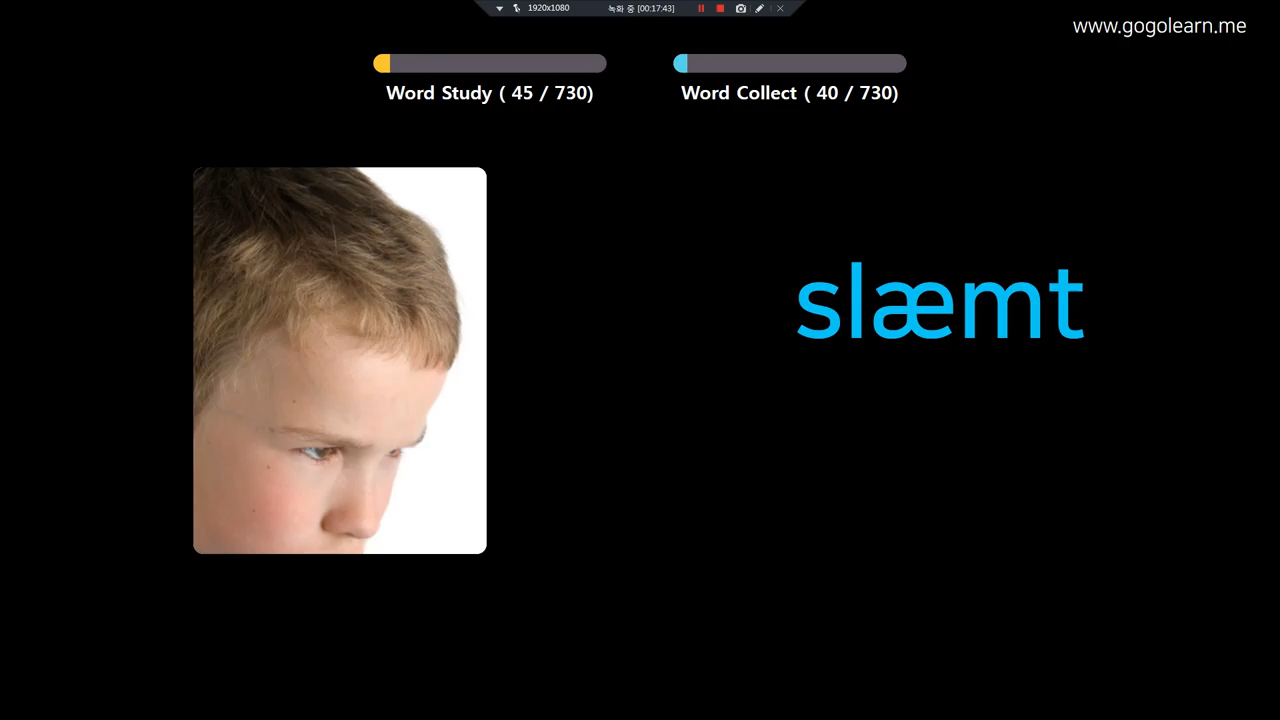 1920x1080 녹화 중 [00:17:43]
www.gogolearn.me
Word Study ( 45 / 730) Word Collect ( 40 / 730)
slæmt